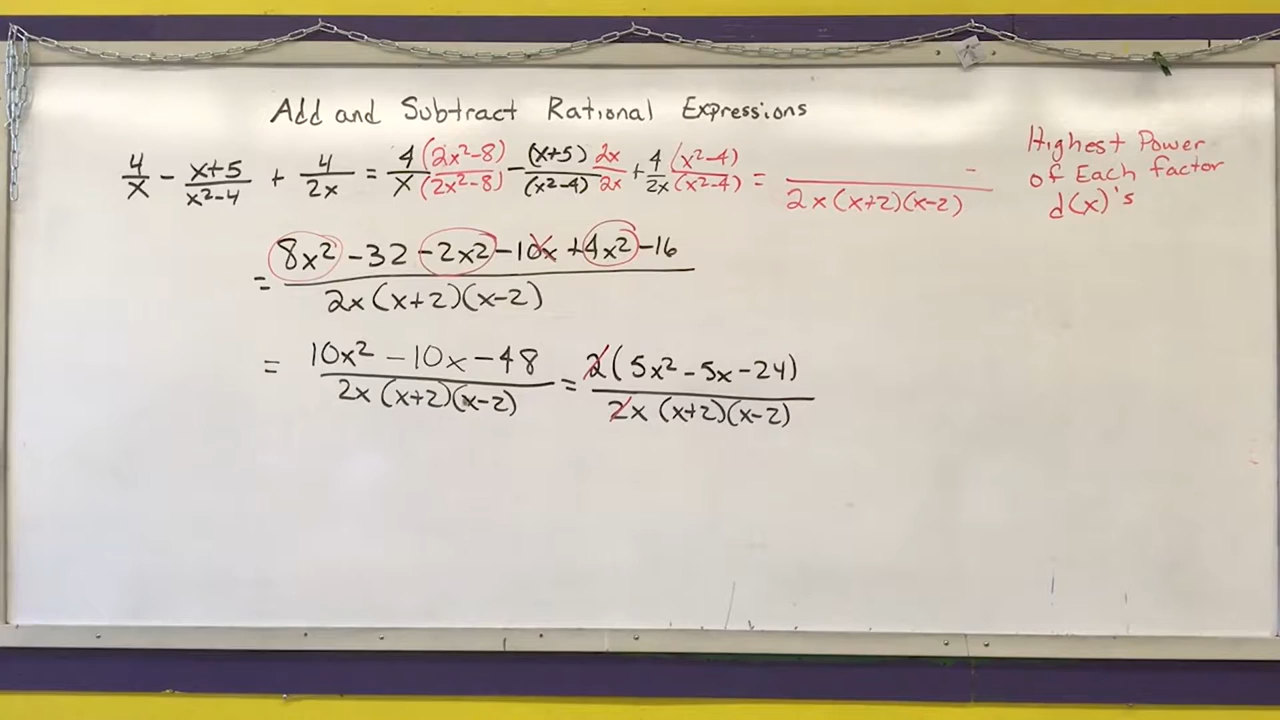 Add and Subtract Rational Expressions
4/x - x+5/x²-4 + 4/2x = 4(2x²-8)/x(2x²-8) - (x+5)2x/(x²-4)2x + 4(x²-4)/2x(x²-4) = -/2x(x+2)(x-2)
Highest Power
of Each factor
d(x)'s
= 8x² -32 -2x² -10x +4x² -16/2x(x+2)(x-2)
= 10x² -10x -48/2x(x+2)(x-2) = 2(5x² -5x -24)/2x(x+2)(x-2)